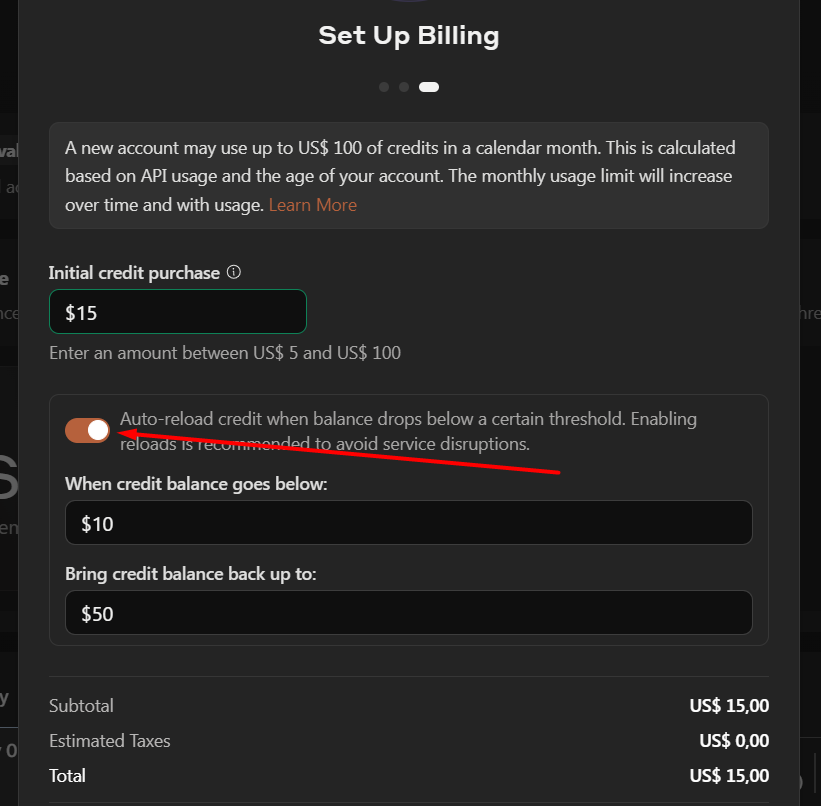 Set Up Billing
A new account may use up to US$ 100 of credits in a calendar month. This is calculated
based on API usage and the age of your account. The monthly usage limit will increase
over time and with usage. Learn More
Initial credit purchase
$15
Enter an amount between US$ 5 and US$ 100
Auto-reload credit when balance drops below a certain threshold. Enabling
reloads is recommended to avoid service disruptions.
When credit balance goes below:
$10
Bring credit balance back up to:
$50
Subtotal US$ 15,00
Estimated Taxes US$ 0,00
Total US$ 15,00